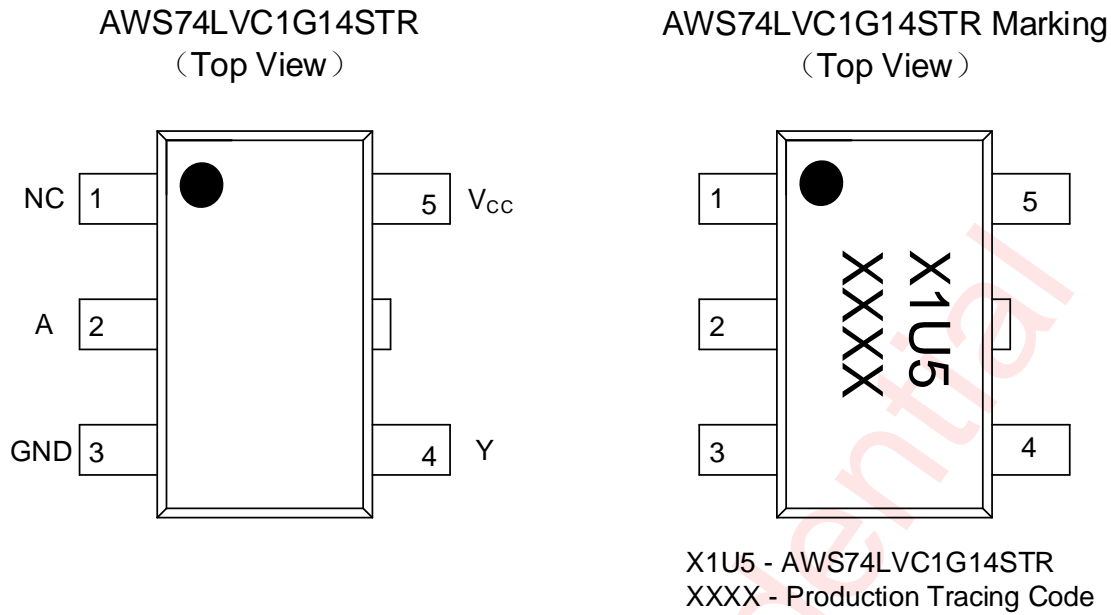 AWS74LVC1G14STR
（Top View）
NC 1
5 VCC
A 2
GND 3
4 Y
AWS74LVC1G14STR Marking
（Top View）
1
5
2
3
4
X1U5
XXXX
X1U5 - AWS74LVC1G14STR
XXXX - Production Tracing Code